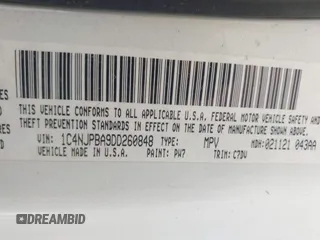 THIS VEHICLE CONFORMS TO ALL APPLICABLE U.S.A. FEDERAL MOTOR VEHICLE SAFETY AND
THEFT PREVENTION STANDARDS IN EFFECT ON THE DATE OF MANUFACTURE SHOWN ABOVE.
VIN: 1C4NJPBA9DD260848 TYPE: MPV MDH: 021121 043AA
VEHICLE MADE IN U.S.A. PAINT: PW7 TRIM: C7DV
DIRECTBID